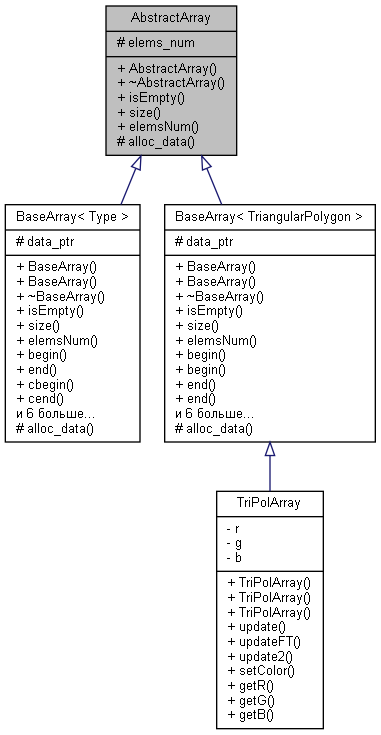 AbstractArray
# elems_num
+ AbstractArray()
+ ~AbstractArray()
+ isEmpty()
+ size()
+ elemsNum()
# alloc_data()
BaseArray< Type >
# data_ptr
+ BaseArray()
+ BaseArray()
+ ~BaseArray()
+ isEmpty()
+ size()
+ elemsNum()
+ begin()
+ end()
+ cbegin()
+ cend()
и 6 больше...
# alloc_data()
BaseArray< TriangularPolygon >
# data_ptr
+ BaseArray()
+ BaseArray()
+ ~BaseArray()
+ isEmpty()
+ size()
+ elemsNum()
+ begin()
+ begin()
+ end()
+ end()
и 6 больше...
# alloc_data()
TriPolArray
- r
- g
- b
+ TriPolArray()
+ TriPolArray()
+ TriPolArray()
+ update()
+ updateFT()
+ update2()
+ setColor()
+ getR()
+ getG()
+ getB()